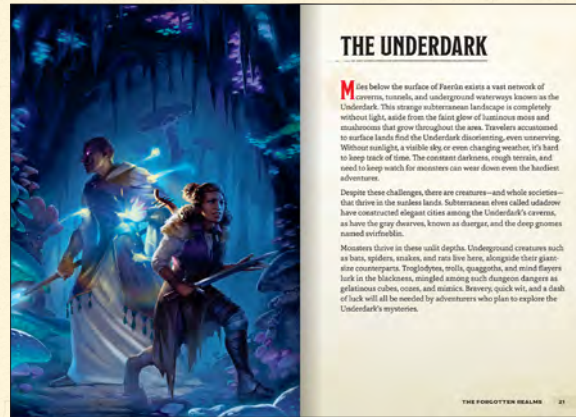 THE UNDERDARK
Miles below the surface of Faerûn exists a vast network of
caverns, tunnels, and underground waterways known as the
Underdark. This strange subterranean landscape is completely
without light, aside from the faint glow of luminous moss and
mushrooms that grow throughout the area. Travelers accustomed
to surface lands find the Underdark disorienting, even unnerving.
Without sunlight, a visible sky, or even changing weather, it's hard
to keep track of time. The constant darkness, rough terrain, and
need to keep watch for monsters can wear down even the hardiest
adventurer.
Despite these challenges, there are creatures—and whole societies—
that thrive in the sunless lands. Subterranean elves called udadrow
have constructed elegant cities among the Underdark's caverns,
as have the gray dwarves, known as duergar, and the deep gnomes
named svirfneblin.
Monsters thrive in these unlit depths. Underground creatures such
as bats, spiders, snakes, and rats live here, alongside their giant-
size counterparts. Troglodytes, trolls, quaggoths, and mind flayers
lurk in the blackness, mingled among such dungeon dangers as
gelatinous cubes, oozes, and mimics. Bravery, quick wit, and a dash
of luck will all be needed by adventurers who plan to explore the
Underdark's mysteries.
THE FORGOTTEN REALMS 21